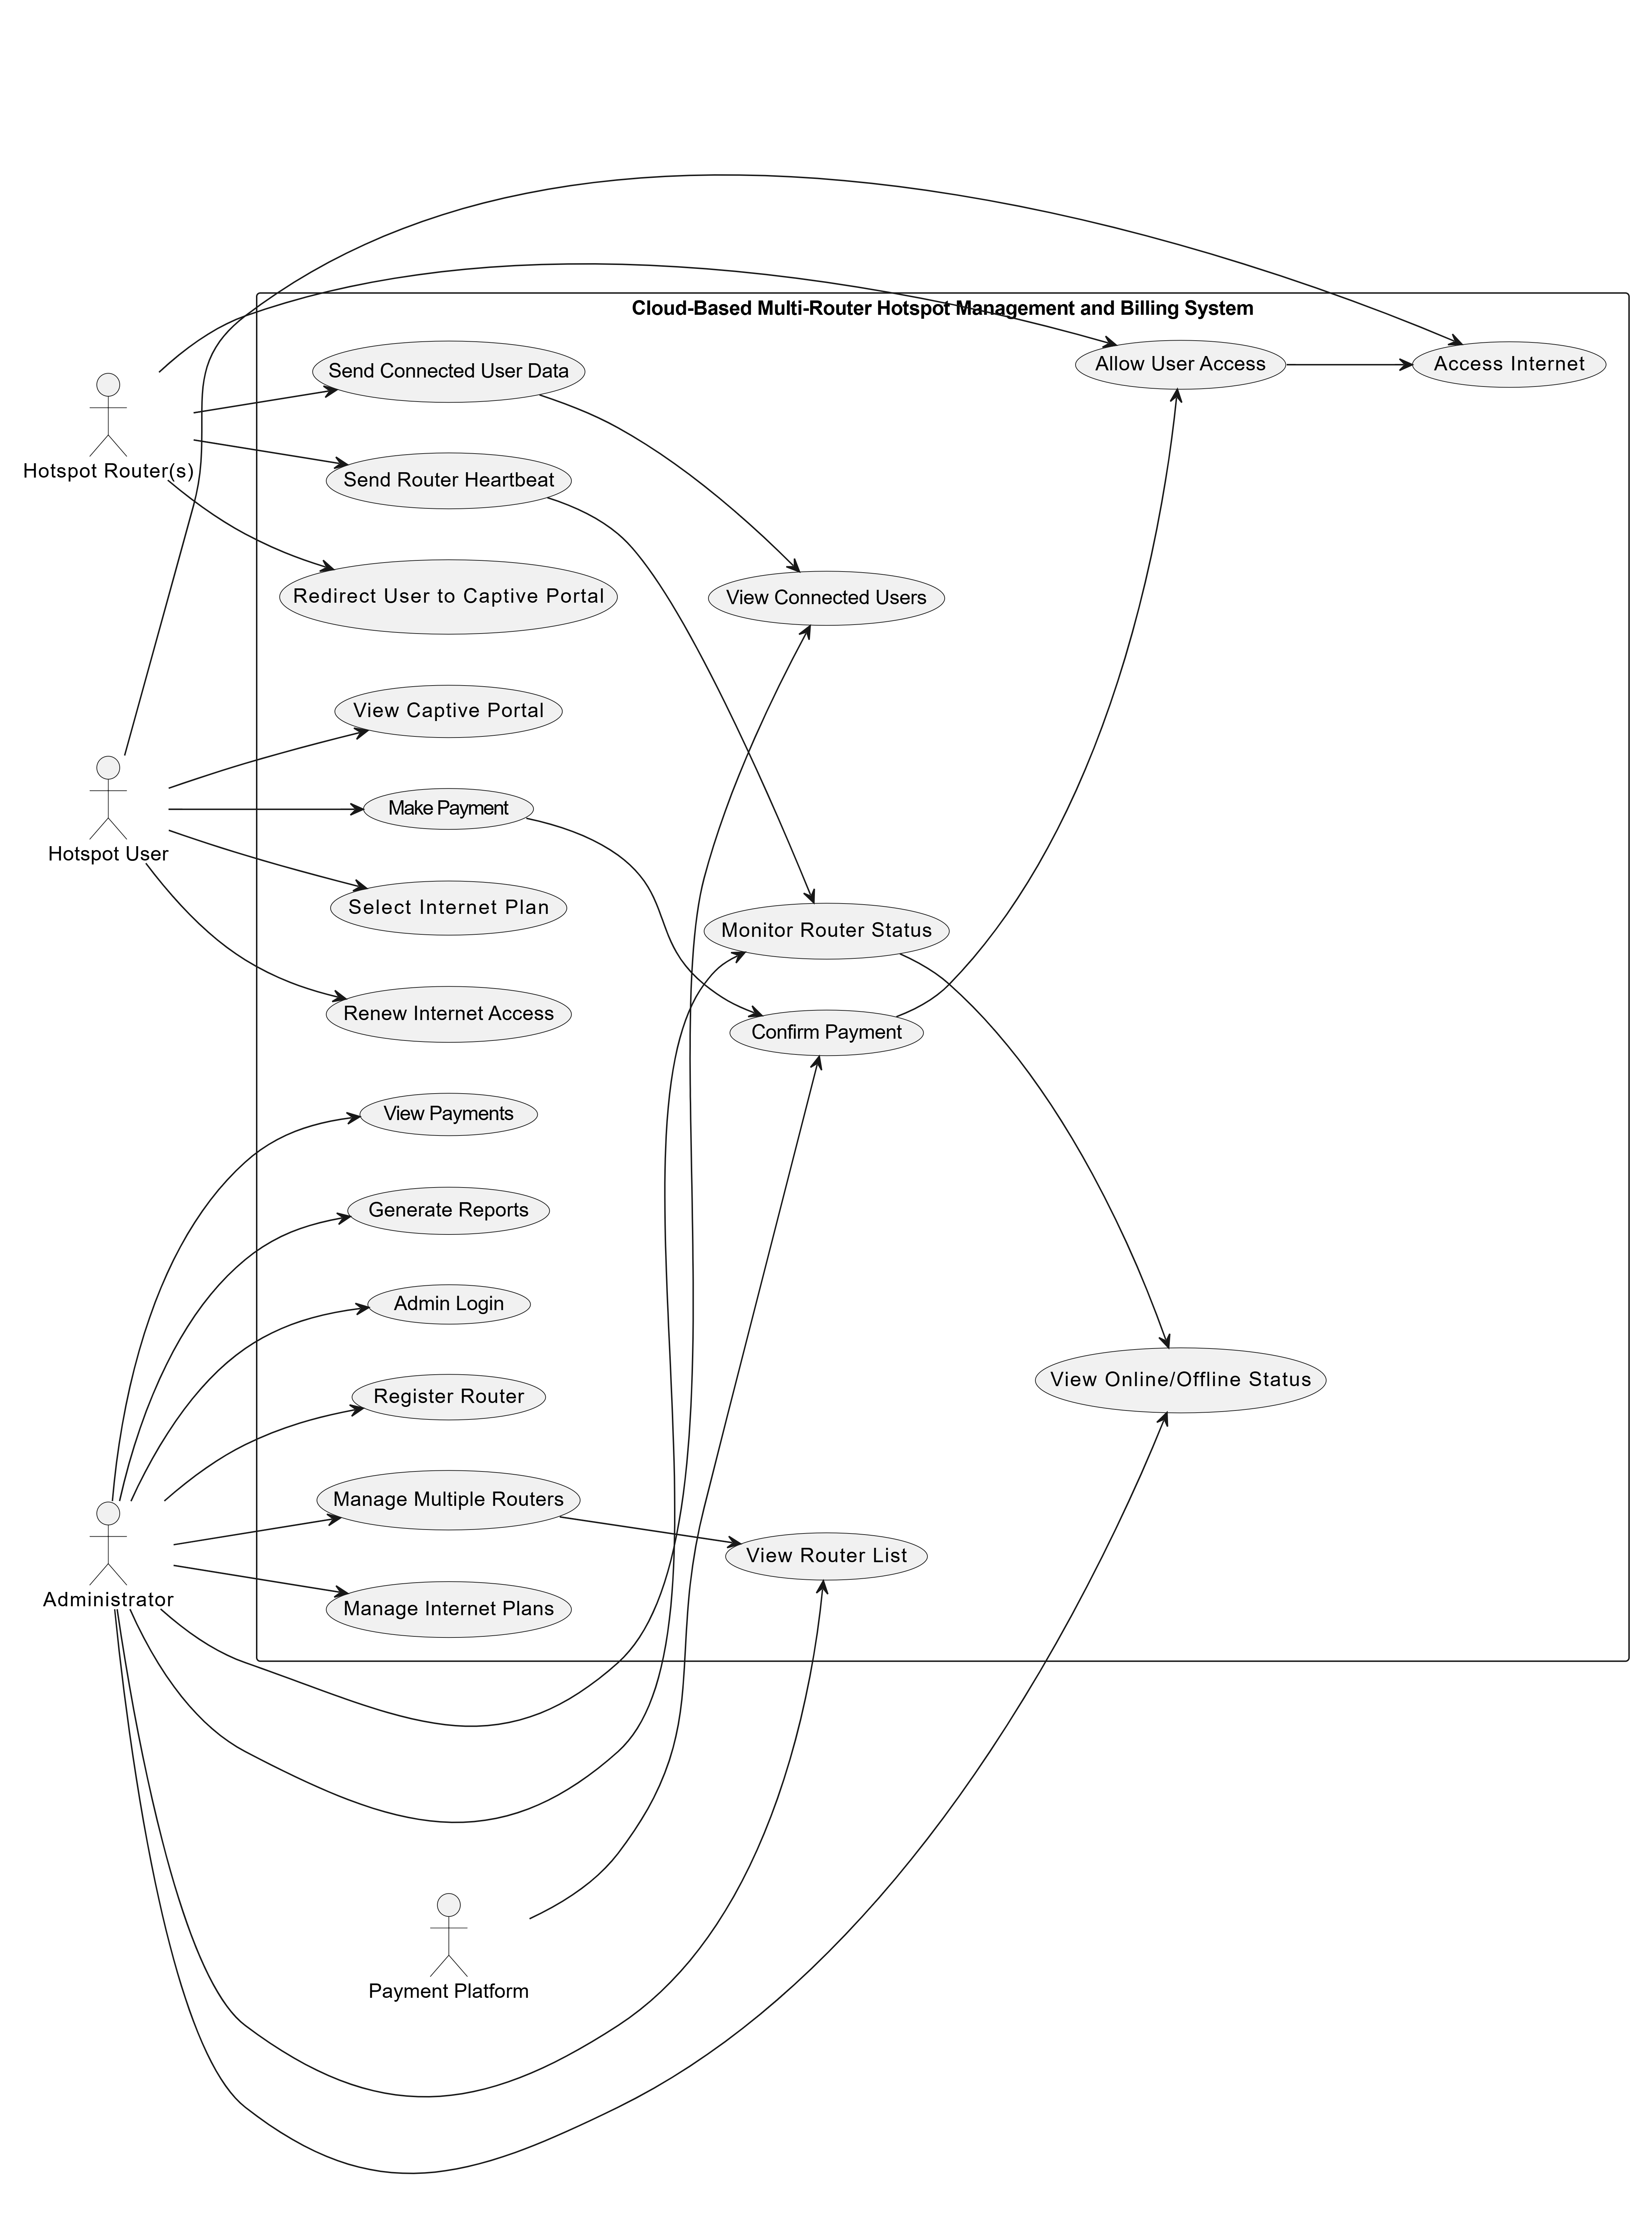 Cloud-Based Multi-Router Hotspot Management and Billing System
Send Connected User Data
Allow User Access
Access Internet
Hotspot Router(s)
Send Router Heartbeat
Redirect User to Captive Portal
View Connected Users
View Captive Portal
Make Payment
Hotspot User
Select Internet Plan
Monitor Router Status
Renew Internet Access
Confirm Payment
View Payments
Generate Reports
Admin Login
View Online/Offline Status
Register Router
Manage Multiple Routers
View Router List
Administrator
Manage Internet Plans
Payment Platform